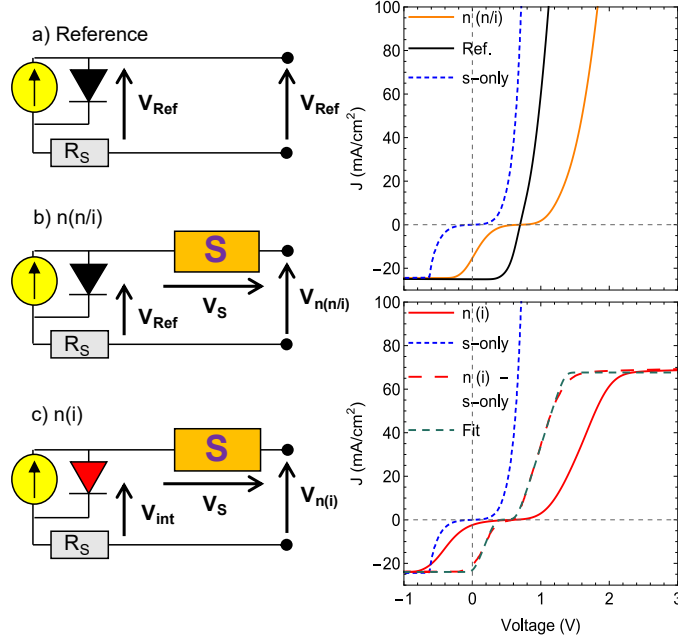 a) Reference
V_Ref
V_Ref
R_S
b) n(n/i)
S
V_S
V_Ref
V_n(n/i)
R_S
c) n(i)
S
V_S
V_int
V_n(i)
R_S
100
80
60
40
20
0
−20
J (mA/cm²)
n(n/i)
Ref.
s−only
100
80
60
40
20
0
−20
J (mA/cm²)
n(i)
s−only
n(i) −
s−only
Fit
−1 0 1 2 3
Voltage (V)